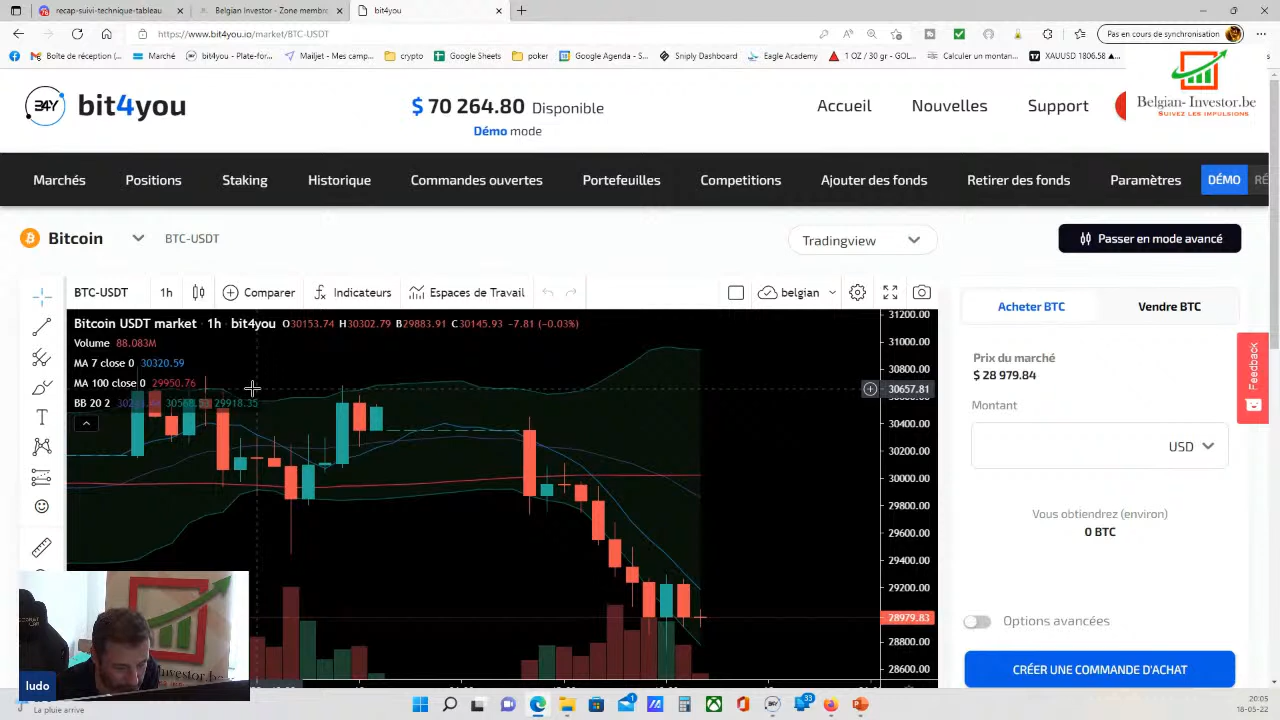 recap-suivi-bit4you-technique-tableau
Belgian Investor - Zone membre
bit4you
https://www.bit4you.io/market/BTC-USDT
Pas en cours de synchronisation
Boîte de réception (
Marché
bit4you - Plate-for...
Mailjet - Mes camp...
crypto
Google Sheets
poker
Google Agenda - s...
Sniply Dashboard
Eagle Academy
1 OZ / 30 gr - GOL...
Calculer un montan...
XAUUSD 1806.58 ▲...
Belgian- Investor.be
SUIVEZ LES IMPULSIONS
B4Y
bit4you
$ 70 264.80 Disponible
Démo mode
Accueil
Nouvelles
Support
Marchés
Positions
Staking
Historique
Commandes ouvertes
Portefeuilles
Competitions
Ajouter des fonds
Retirer des fonds
Paramètres
DÉMO
RÉ
Bitcoin
BTC-USDT
Tradingview
Passer en mode avancé
BTC-USDT
1h
Comparer
Indicateurs
Espaces de Travail
belgian
Bitcoin USDT market · 1h · bit4you O30153.74 H30302.79 B29883.91 C30145.93 -7.81 (-0.03%)
Volume 88.083M
MA 7 close 0 30320.59
MA 100 close 0 29950.76
BB 20 2 29918.35
31200.00
31000.00
30800.00
30657.81
30400.00
30200.00
30000.00
29800.00
29600.00
29400.00
29200.00
28979.83
28800.00
28600.00
Acheter BTC
Vendre BTC
Prix du marché
$ 28 979.84
Montant
USD
Vous obtiendrez (environ)
0 BTC
Options avancées
CRÉER UNE COMMANDE D'ACHAT
Feedback
Investor
ludo
La pluie arrive
20:05
18-05-22